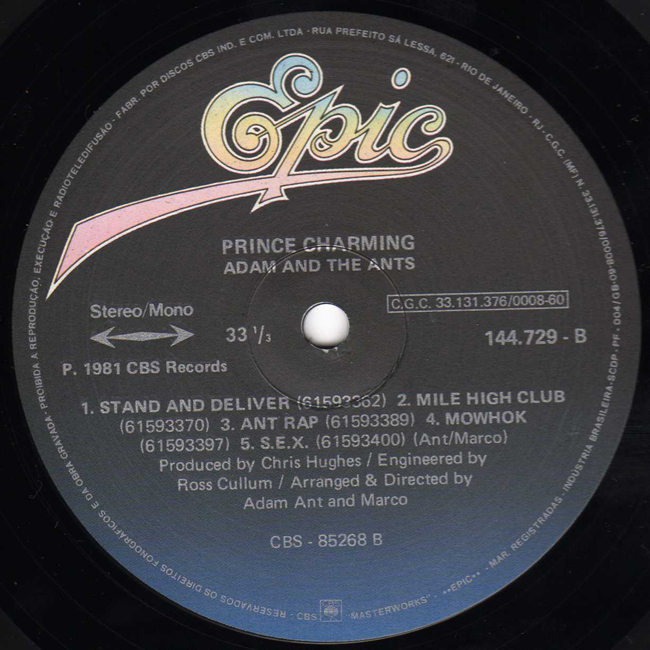 Epic
PRINCE CHARMING
ADAM AND THE ANTS
Stereo/Mono
33 1/3
C.G.C. 33.131.376/0008-60
144.729 - B
P. 1981 CBS Records
1. STAND AND DELIVER (61593362) 2. MILE HIGH CLUB
(61593370) 3. ANT RAP (61593389) 4. MOWHOK
(61593397) 5. S.E.X. (61593400) (Ant/Marco)
Produced by Chris Hughes / Engineered by
Ross Cullum / Arranged & Directed by
Adam Ant and Marco
CBS - 85268 B
RESERVADOS OS DIREITOS FONOGRÁFICOS E DA OBRA GRAVADA · PROIBIDA A REPRODUÇÃO, EXECUÇÃO E RADIOTELEDIFUSÃO · FABR. POR DISCOS CBS IND. E COM. LTDA · RUA PREFEITO SÁ LESSA, 621 - RIO DE JANEIRO - RJ - C.G.C. (MF) N. 33.131.376/0008-60 - INDÚSTRIA BRASILEIRA-SCDP - PF - 004/GB-09-800 - MAR. REGISTRADAS - ««EPIC»» - "MASTERWORKS" - CBS